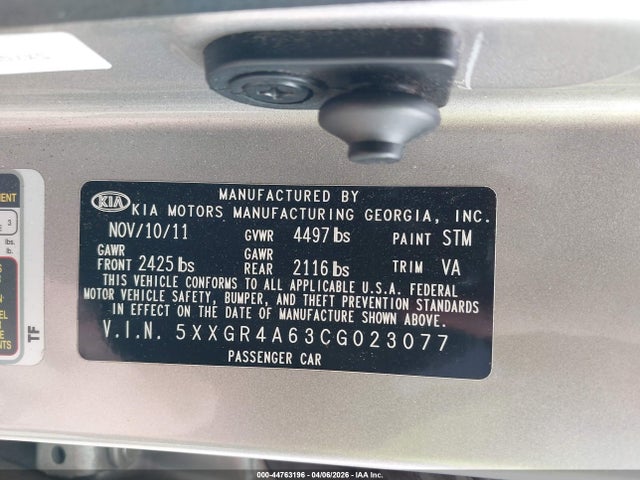 MANUFACTURED BY
KIA KIA MOTORS MANUFACTURING GEORGIA, INC.
NOV/10/11 GVWR 4497 lbs PAINT STM
GAWR FRONT 2425 lbs GAWR REAR 2116 lbs TRIM VA
THIS VEHICLE CONFORMS TO ALL APPLICABLE U.S.A. FEDERAL
MOTOR VEHICLE SAFETY, BUMPER, AND THEFT PREVENTION STANDARDS
IN EFFECT ON THE DATE OF MANUFACTURE SHOWN ABOVE.
V.I.N. 5XXGR4A63CG023077
PASSENGER CAR
3
lbs.
lb.
TF
000-44763196 - 04/06/2026 - IAA Inc.